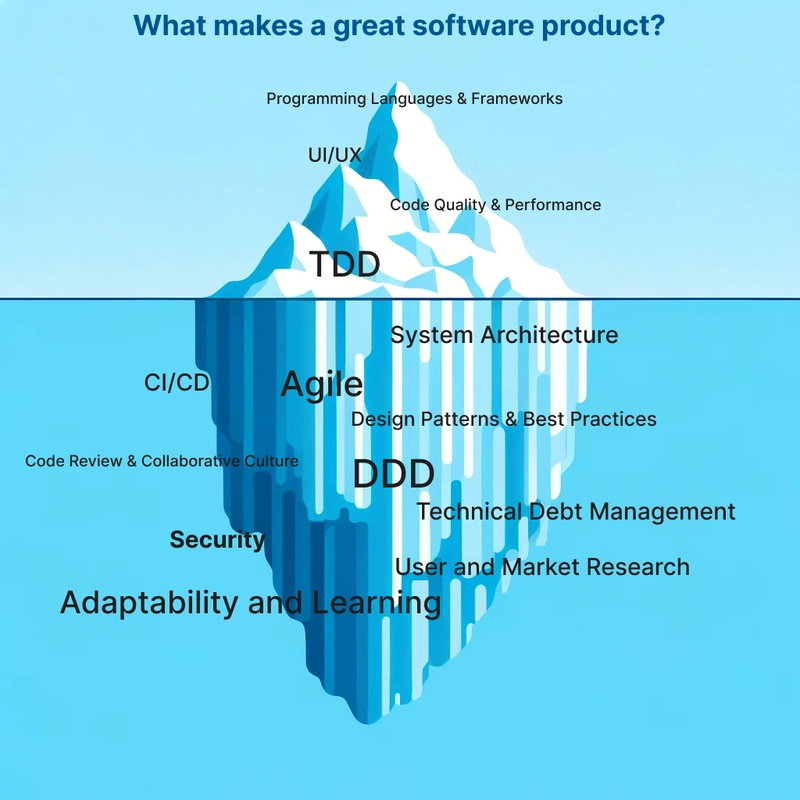 What makes a great software product?
Programming Languages & Frameworks
UI/UX
Code Quality & Performance
TDD
System Architecture
CI/CD
Agile
Design Patterns & Best Practices
Code Review & Collaborative Culture
DDD
Technical Debt Management
Security
User and Market Research
Adaptability and Learning